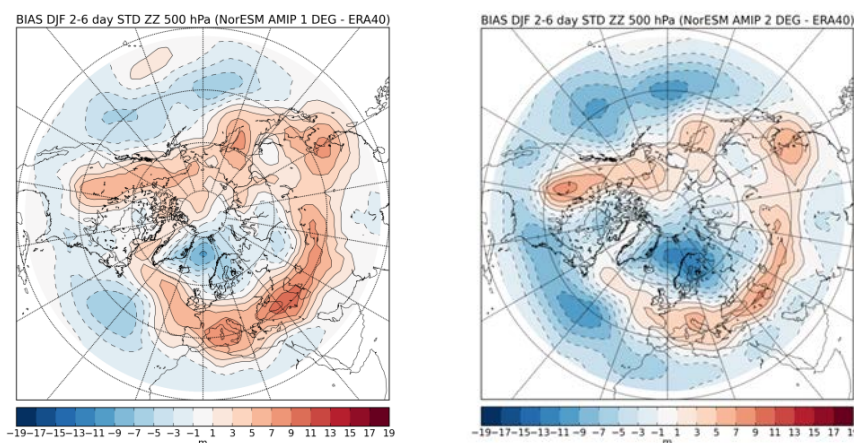 BIAS DJF 2-6 day STD ZZ 500 hPa (NorESM AMIP 1 DEG - ERA40)
−19−17−15−13−11 −9 −7 −5 −3 −1 1 3 5 7 9 11 13 15 17 19
m
BIAS DJF 2-6 day STD ZZ 500 hPa (NorESM AMIP 2 DEG - ERA40)
−19−17−15−13−11 −9 −7 −5 −3 −1 1 3 5 7 9 11 13 15 17 19
m